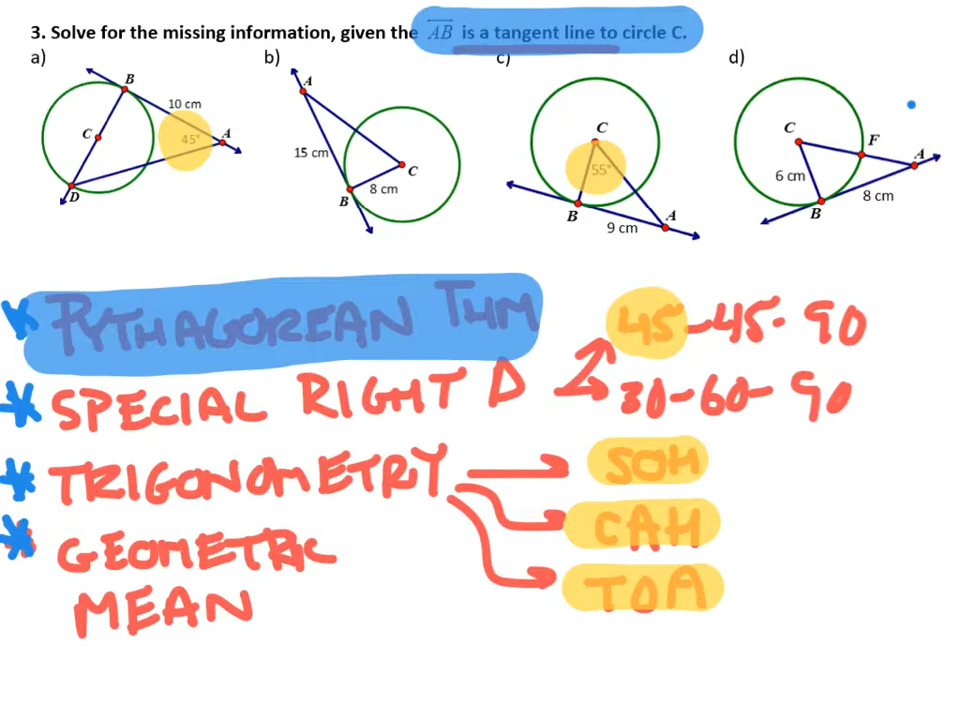 3. Solve for the missing information, given the AB is a tangent line to circle C.
a) b) c) d)
B
10 cm
C
45°
A
D
A
15 cm
C
8 cm
B
C
55°
B
A
9 cm
C
F
A
6 cm
8 cm
B
PYTHAGOREAN THM
45-45-90
SPECIAL RIGHT Δ
30-60-90
TRIGONOMETRY
SOH
CAH
TOA
GEOMETRIC
MEAN